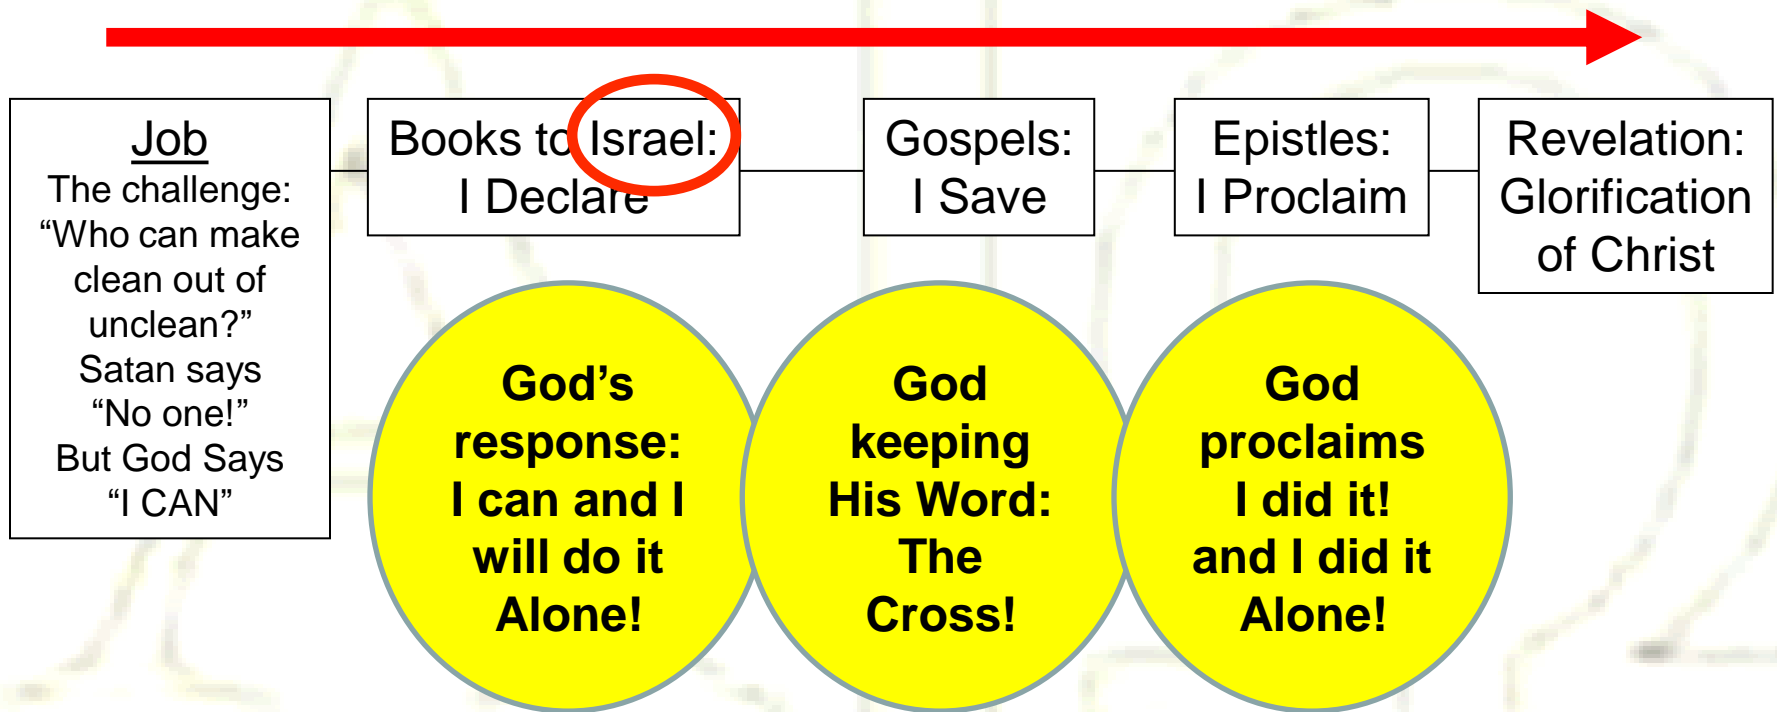 Job
The challenge:
“Who can make
clean out of
unclean?”
Satan says
“No one!”
But God Says
“I CAN”
Books to Israel:
I Declare
Gospels:
I Save
Epistles:
I Proclaim
Revelation:
Glorification
of Christ
God’s
response:
I can and I
will do it
Alone!
God
keeping
His Word:
The
Cross!
God
proclaims
I did it!
and I did it
Alone!